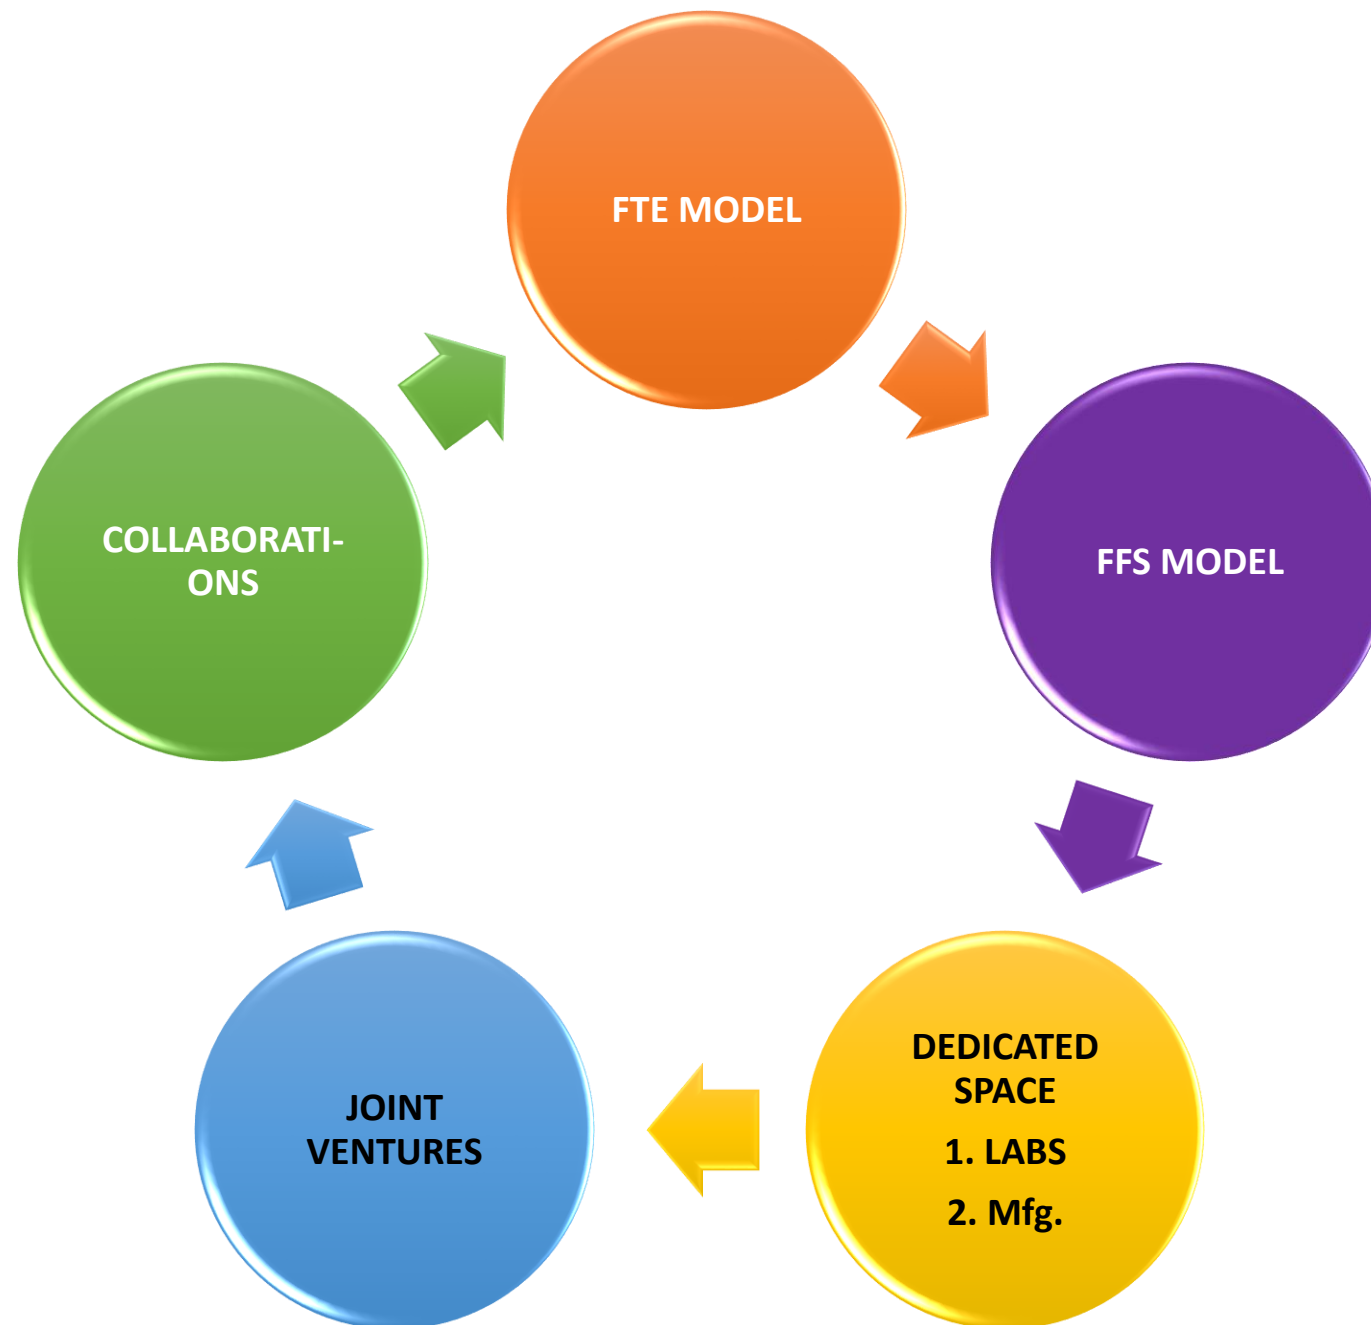 FTE MODEL
FFS MODEL
DEDICATED
SPACE
1. LABS
2. Mfg.
JOINT
VENTURES
COLLABORATI-
ONS